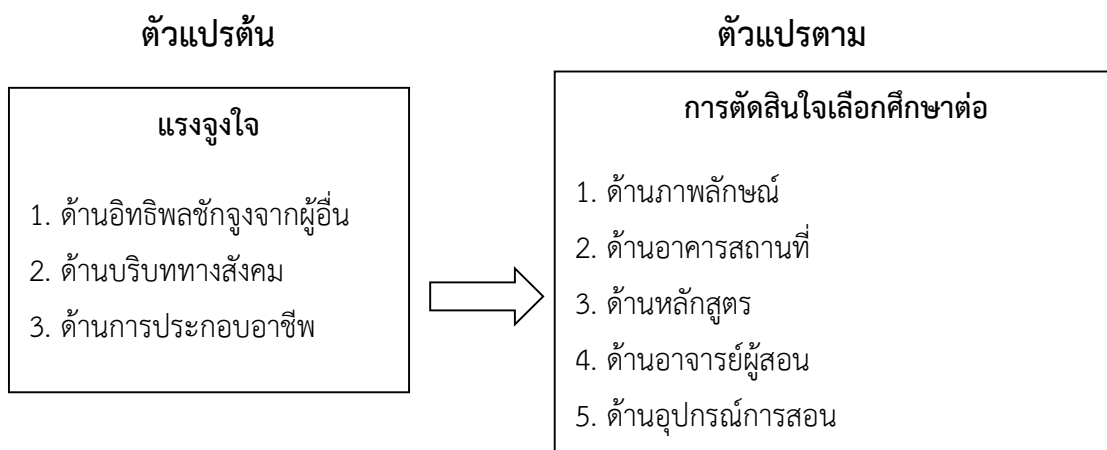 ตัวแปรต้น
ตัวแปรตาม
แรงจูงใจ
1. ด้านอิทธิพลชักจูงจากผู้อื่น
2. ด้านบริบททางสังคม
3. ด้านการประกอบอาชีพ
การตัดสินใจเลือกศึกษาต่อ
1. ด้านภาพลักษณ์
2. ด้านอาคารสถานที่
3. ด้านหลักสูตร
4. ด้านอาจารย์ผู้สอน
5. ด้านอุปกรณ์การสอน